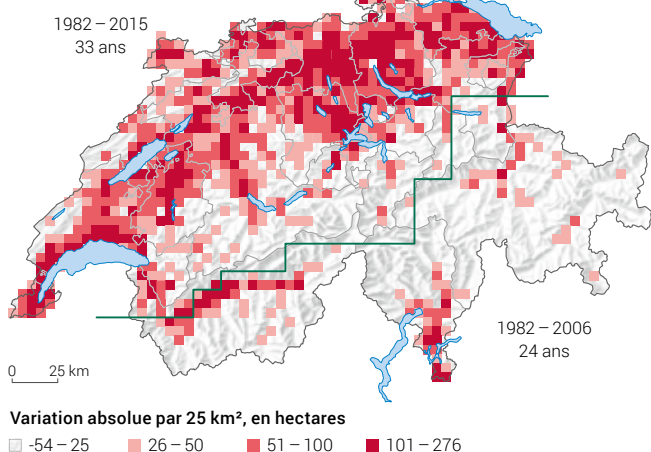 1982 – 2015
33 ans
1982 – 2006
24 ans
0 25 km
Variation absolue par 25 km², en hectares
-54 – 25 26 – 50 51 – 100 101 – 276